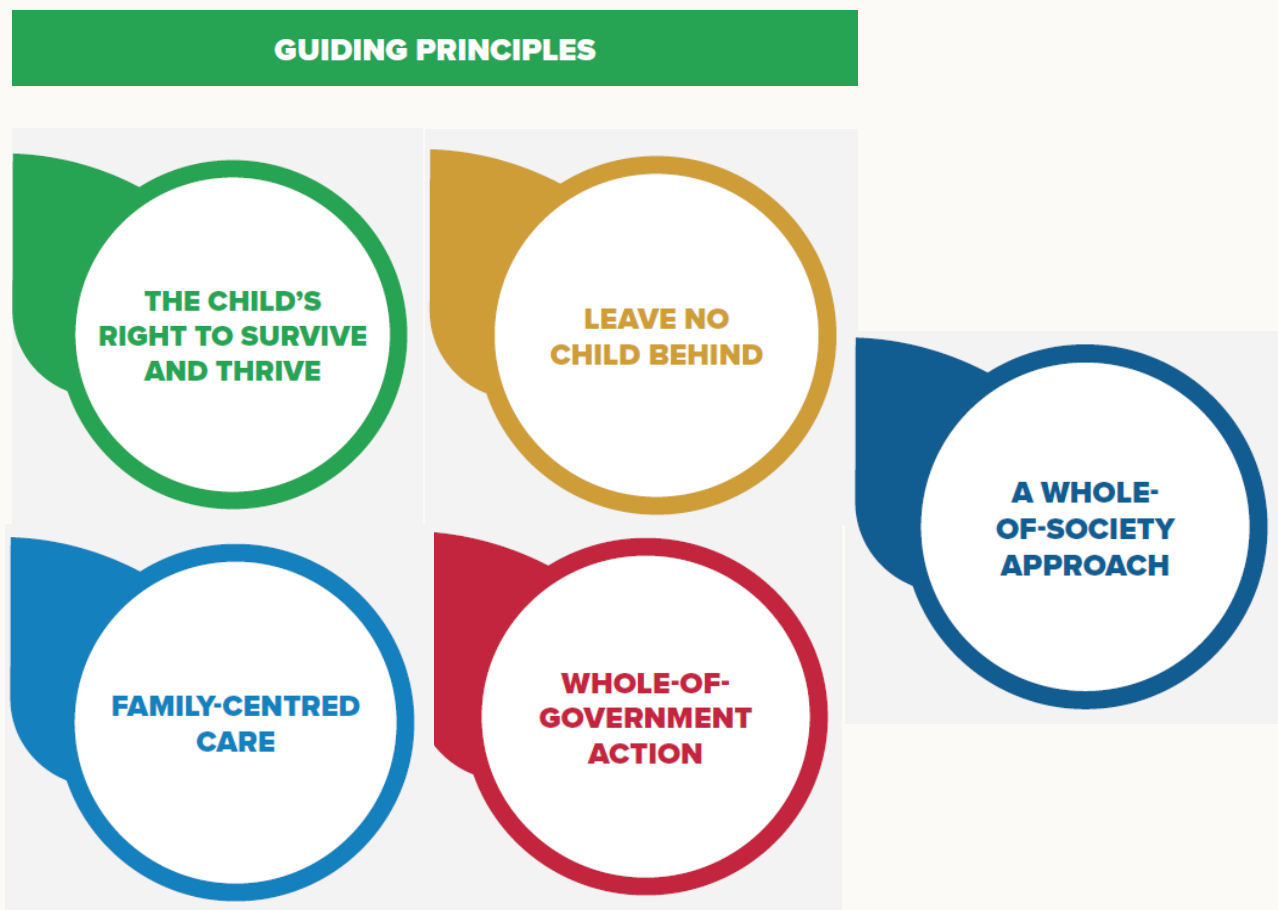 GUIDING PRINCIPLES
THE CHILD’S
RIGHT TO SURVIVE
AND THRIVE
LEAVE NO
CHILD BEHIND
A WHOLE-
OF-SOCIETY
APPROACH
FAMILY-CENTRED
CARE
WHOLE-OF-
GOVERNMENT
ACTION